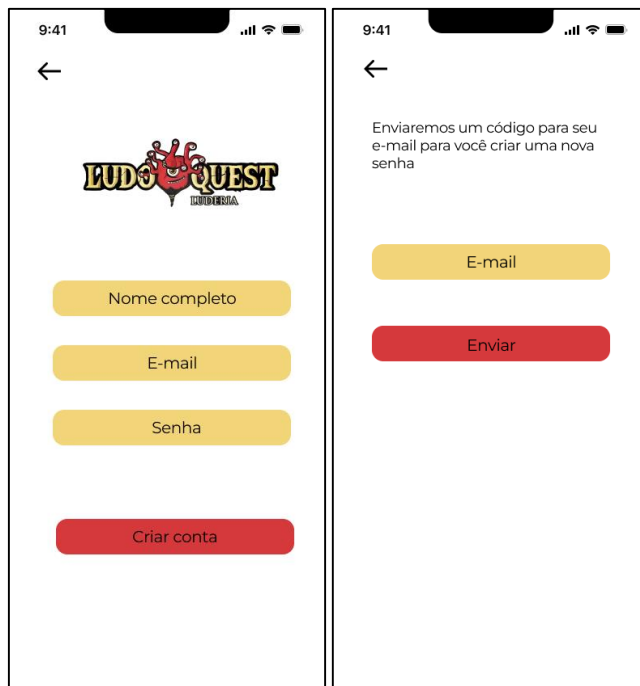 9:41
LUDO QUEST
LUDERIA
Nome completo
E-mail
Senha
Criar conta
9:41
Enviaremos um código para seu
e-mail para você criar uma nova
senha
E-mail
Enviar